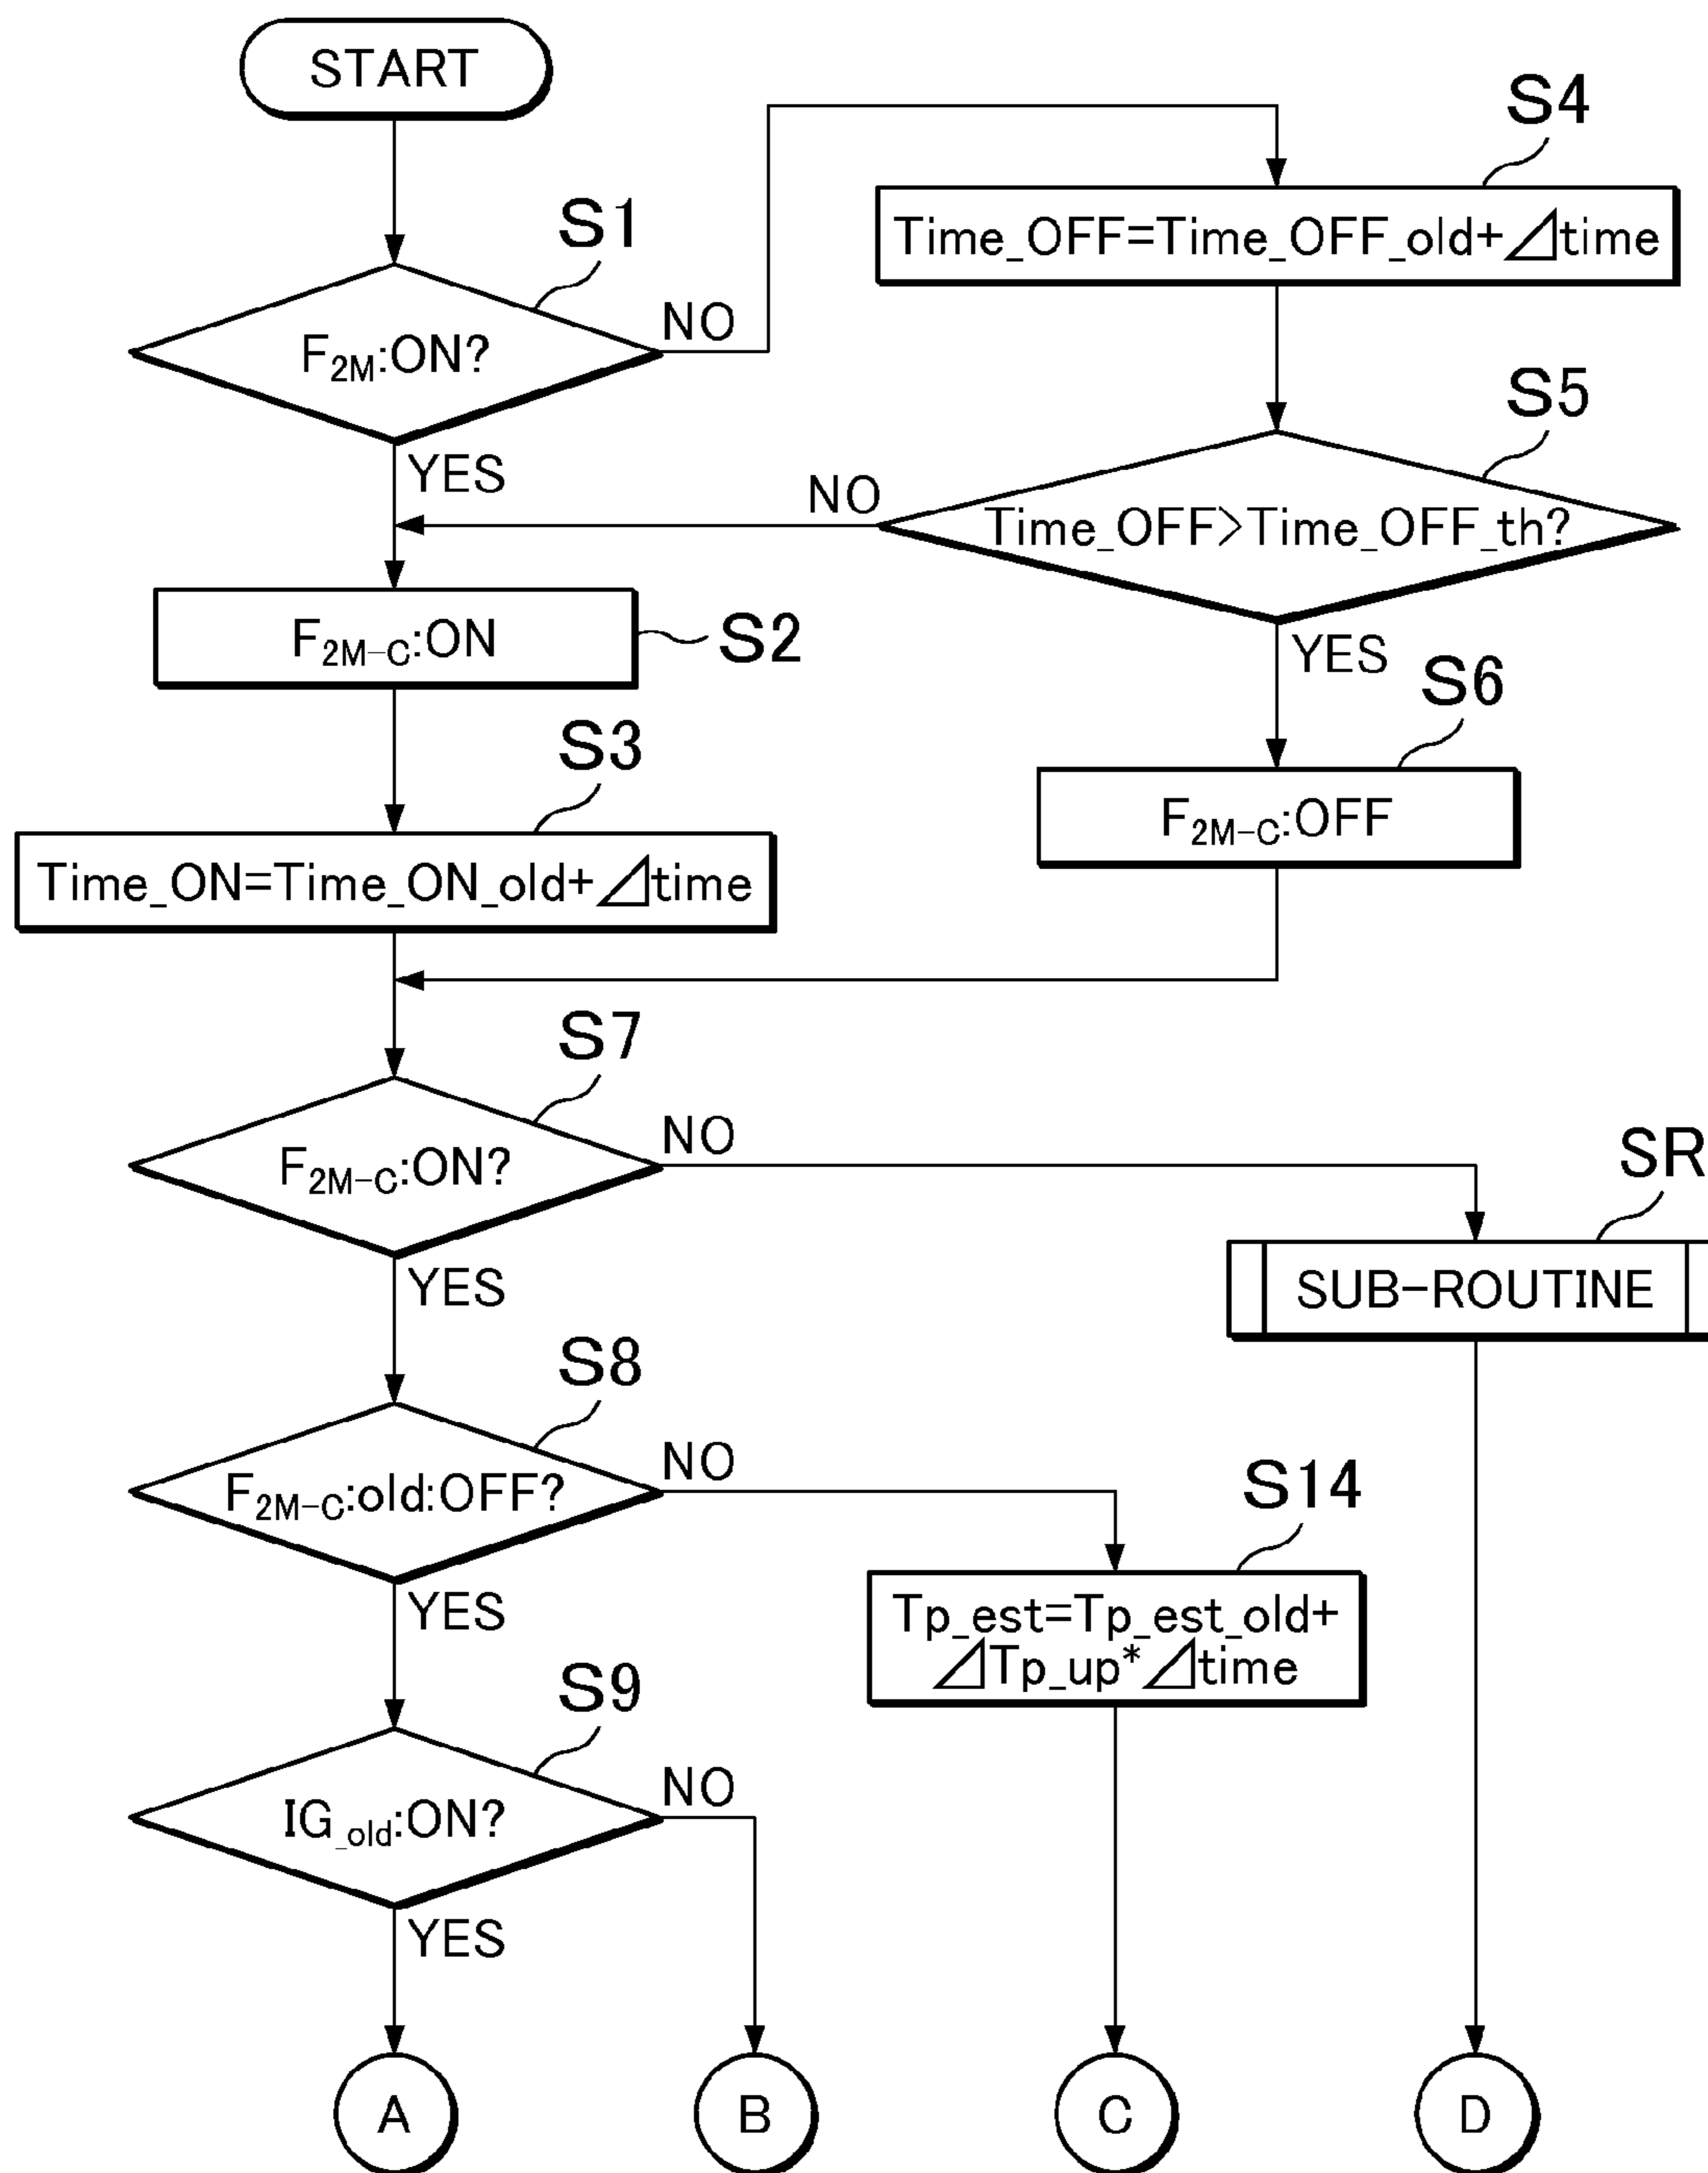 START
S4
Time_OFF=Time_OFF_old+⊿time
S1
F2M:ON?
NO
YES
S5
Time_OFF>Time_OFF_th?
NO
YES
F2M-C:ON
S2
S6
F2M-C:OFF
S3
Time_ON=Time_ON_old+⊿time
S7
F2M-C:ON?
NO
YES
SR
SUB-ROUTINE
S8
F2M-C:old:OFF?
NO
YES
S14
Tp_est=Tp_est_old+
⊿Tp_up*⊿time
S9
IG_old:ON?
NO
YES
A
B
C
D